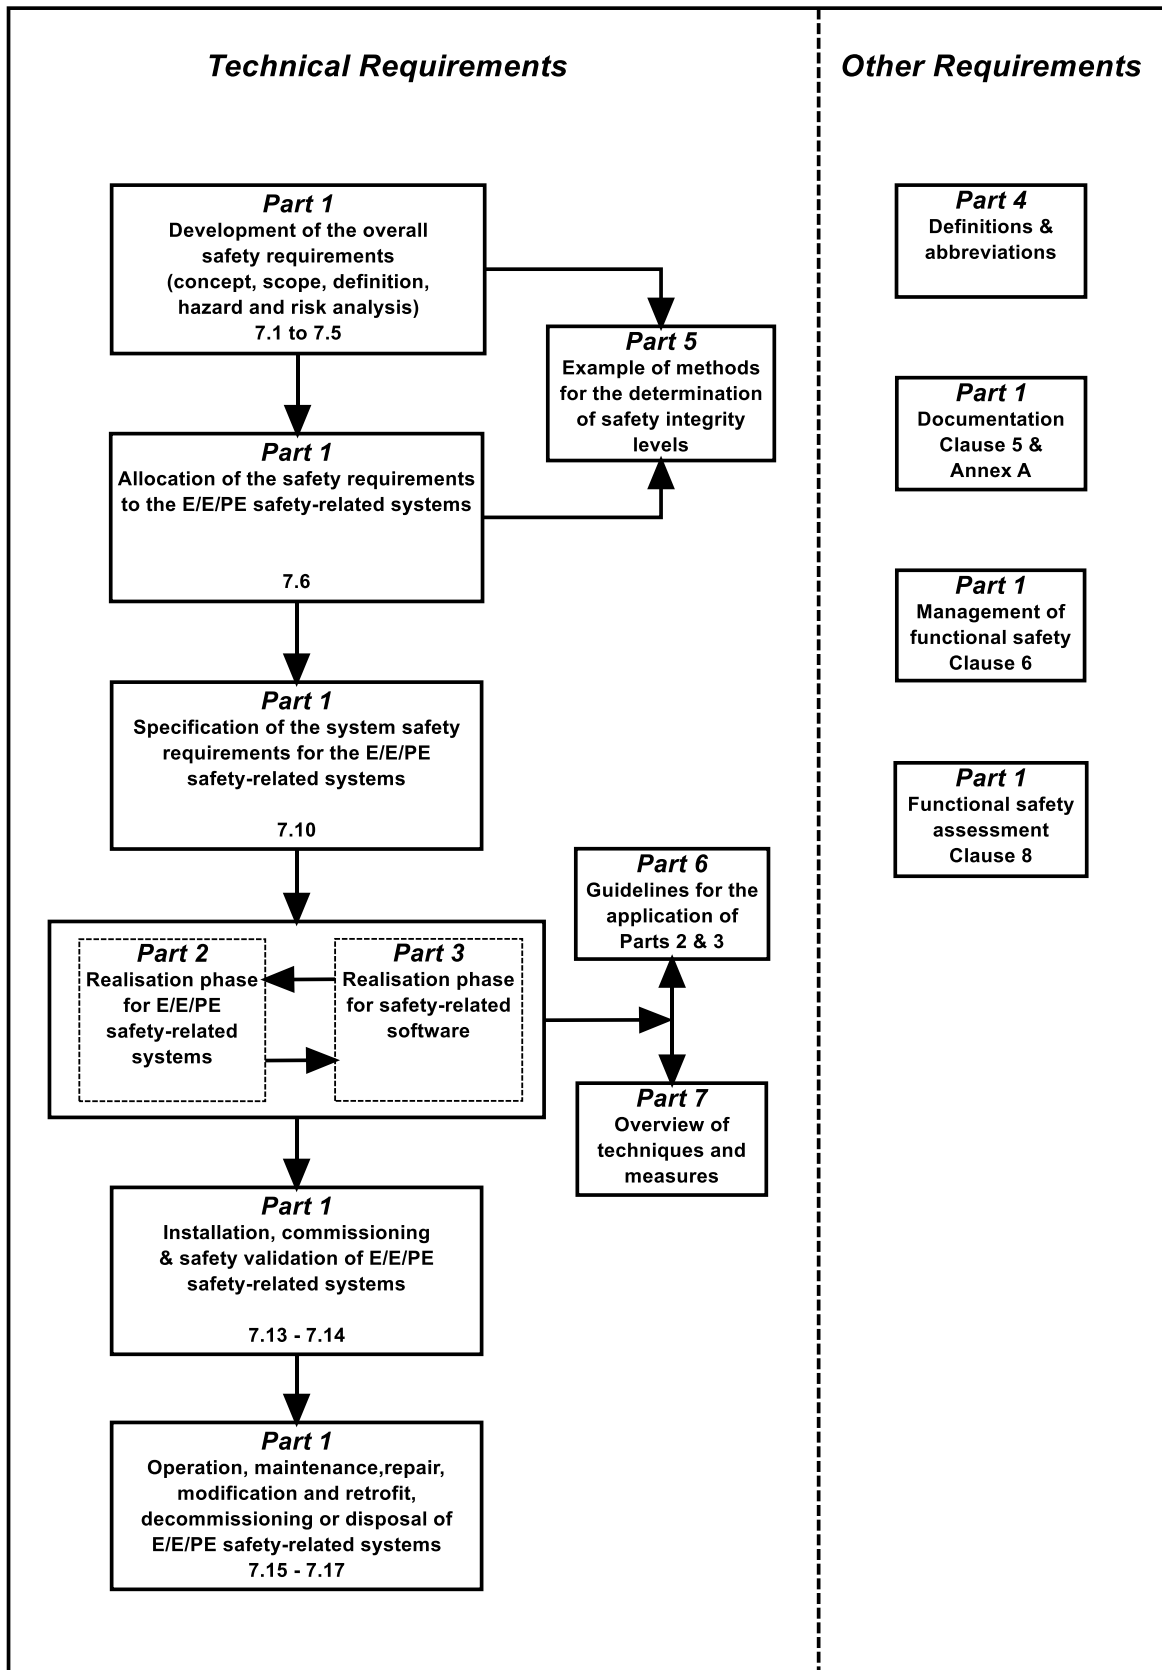 Technical Requirements
Other Requirements
Part 1
Development of the overall
safety requirements
(concept, scope, definition,
hazard and risk analysis)
7.1 to 7.5
Part 5
Example of methods
for the determination
of safety integrity
levels
Part 1
Allocation of the safety requirements
to the E/E/PE safety-related systems
7.6
Part 1
Specification of the system safety
requirements for the E/E/PE
safety-related systems
7.10
Part 2
Realisation phase
for E/E/PE
safety-related
systems
Part 3
Realisation phase
for safety-related
software
Part 6
Guidelines for the
application of
Parts 2 & 3
Part 7
Overview of
techniques and
measures
Part 1
Installation, commissioning
& safety validation of E/E/PE
safety-related systems
7.13 - 7.14
Part 1
Operation, maintenance,repair,
modification and retrofit,
decommissioning or disposal of
E/E/PE safety-related systems
7.15 - 7.17
Part 4
Definitions &
abbreviations
Part 1
Documentation
Clause 5 &
Annex A
Part 1
Management of
functional safety
Clause 6
Part 1
Functional safety
assessment
Clause 8